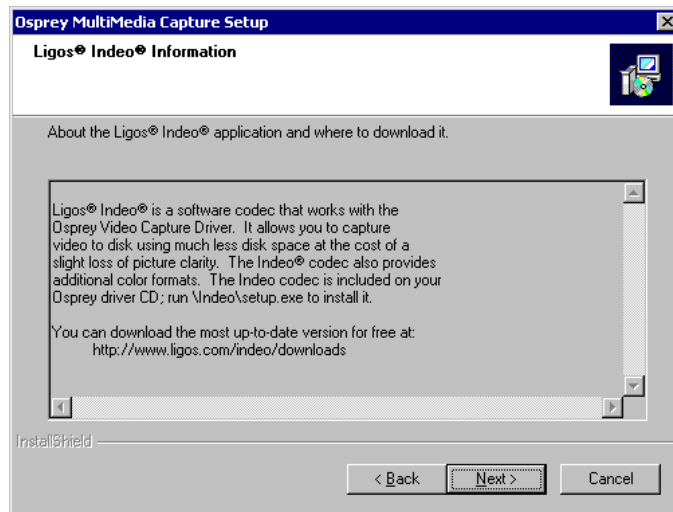 Osprey MultiMedia Capture Setup
Ligos® Indeo® Information
About the Ligos® Indeo® application and where to download it.
Ligos® Indeo® is a software codec that works with the
Osprey Video Capture Driver.  It allows you to capture
video to disk using much less disk space at the cost of a
slight loss of picture clarity.  The Indeo® codec also provides
additional color formats.  The Indeo codec is included on your
Osprey driver CD; run \Indeo\setup.exe to install it.
You can download the most up-to-date version for free at:
http://www.ligos.com/indeo/downloads
InstallShield
< Back
Next >
Cancel